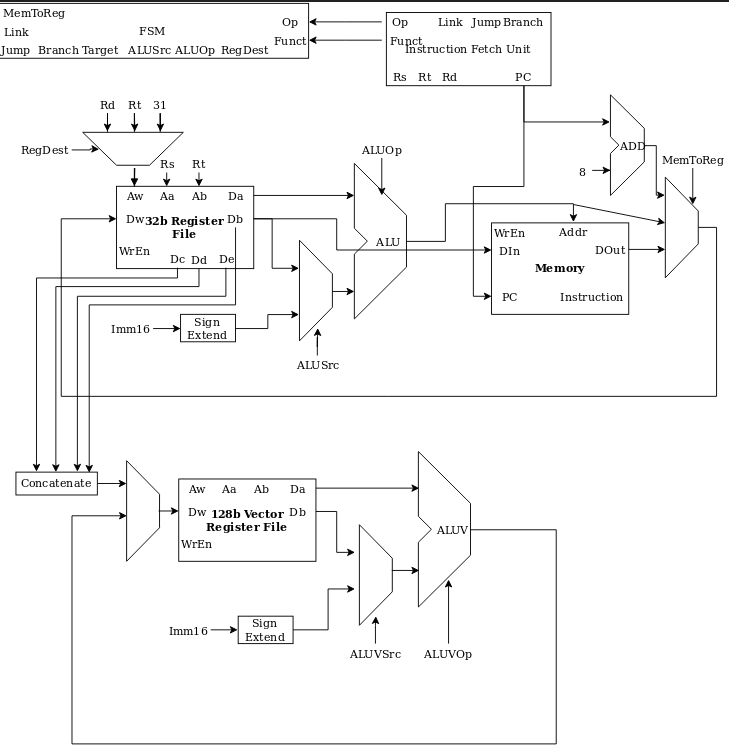 MemToReg
Link FSM
Jump Branch Target ALUSrc ALUOp RegDest
Op
Funct
Op Link Jump Branch
Funct
Instruction Fetch Unit
Rs Rt Rd PC
Rd Rt 31
RegDest
Rs Rt
ALUOp
ADD
8
MemToReg
Aw Aa Ab Da
Dw 32b Register Db
File
WrEn
Dc Dd De
ALU
WrEn Addr
DIn DOut
Memory
PC Instruction
Imm16
Sign
Extend
ALUSrc
Concatenate
Aw Aa Ab Da
Dw 128b Vector Db
Register File
WrEn
ALUV
Imm16
Sign
Extend
ALUVSrc ALUVOp